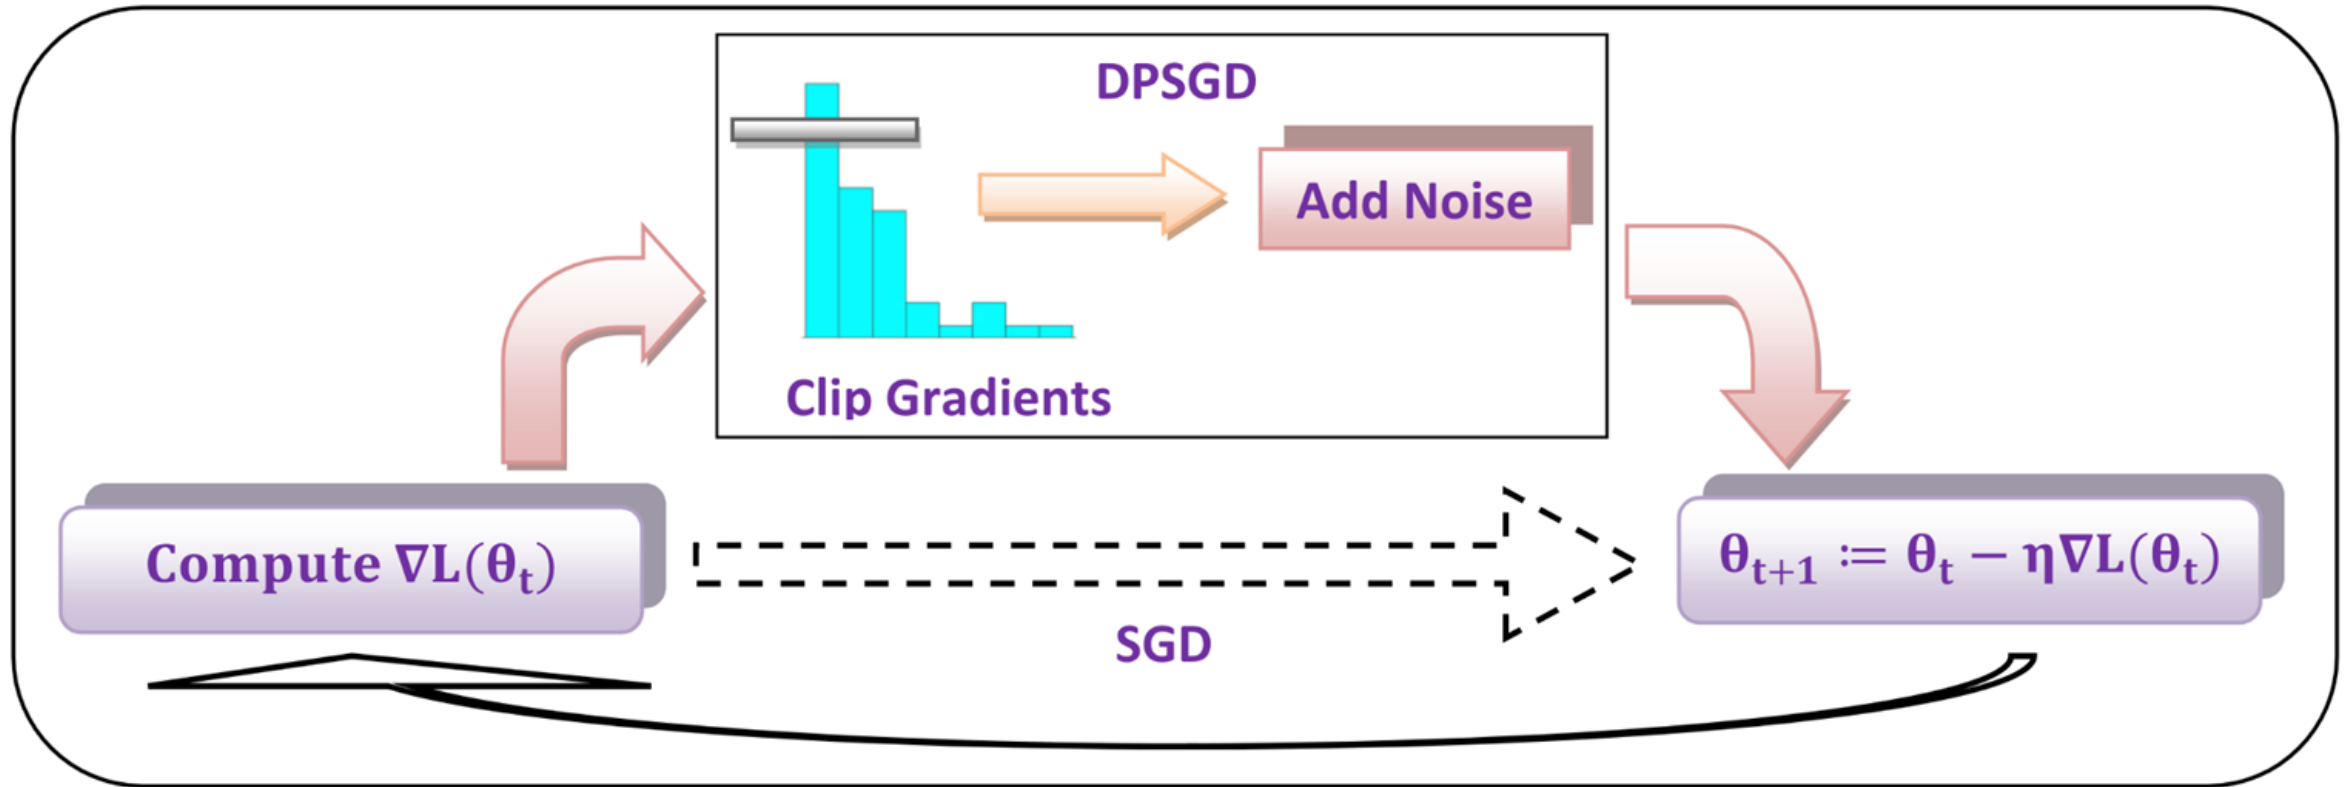 DPSGD
Add Noise
Clip Gradients
Compute ∇L(θₜ)
θₜ₊₁ := θₜ − η∇L(θₜ)
SGD